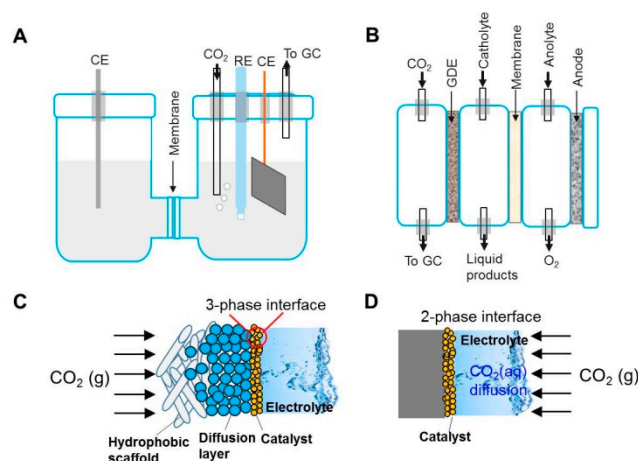 A
CE
Membrane
CO₂
RE
CE
To GC
B
CO₂
GDE
Catholyte
Membrane
Anolyte
Anode
To GC
Liquid
products
O₂
C
3-phase interface
CO₂ (g)
Electrolyte
Hydrophobic
scaffold
Diffusion
layer
Catalyst
D
2-phase interface
Electrolyte
CO₂(aq)
diffusion
CO₂ (g)
Catalyst